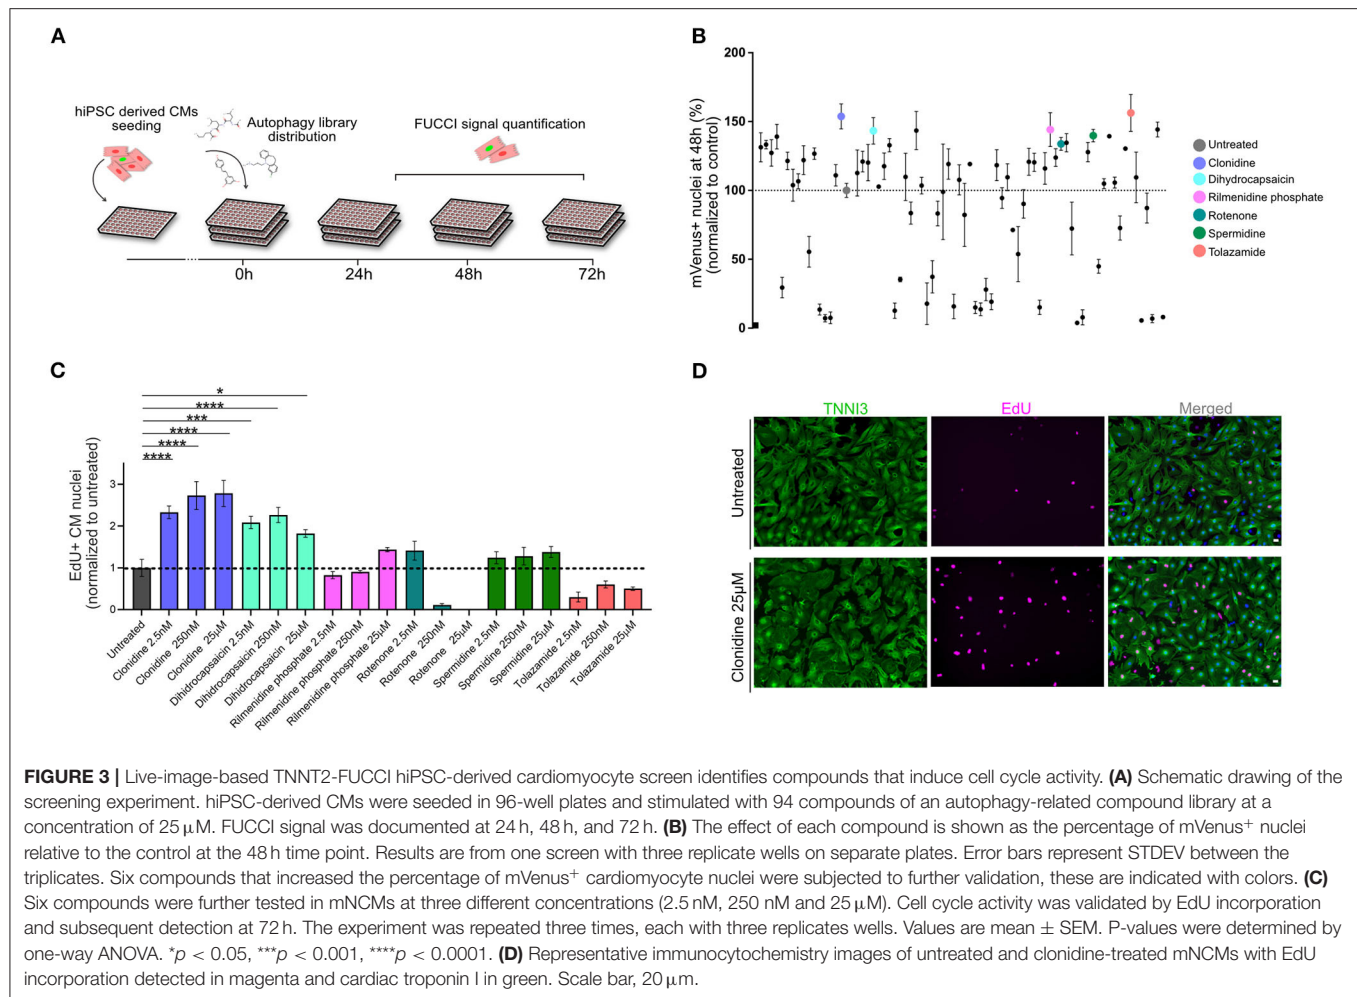 A
hiPSC derived CMs
seeding
Autophagy library
distribution
FUCCI signal quantification
0h
24h
48h
72h
B
mVenus+ nuclei at 48h (%)
(normalized to control)
200
150
100
50
0
Untreated
Clonidine
Dihydrocapsaicin
Rilmenidine phosphate
Rotenone
Spermidine
Tolazamide
C
EdU+ CM nuclei
(normalized to untreated)
*
****
***
****
****
****
3
2
1
0
Untreated
Clonidine 2.5nM
Clonidine 250nM
Clonidine 25µM
Dihidrocapsaicin 2.5nM
Dihidrocapsaicin 250nM
Dihidrocapsaicin 25µM
Rilmenidine phosphate 2.5nM
Rilmenidine phosphate 250nM
Rilmenidine phosphate 25µM
Rotenone 2.5nM
Rotenone 250nM
Rotenone 25µM
Spermidine 2.5nM
Spermidine 250nM
Spermidine 25µM
Tolazamide 2.5nM
Tolazamide 250nM
Tolazamide 25µM
D
TNNI3
EdU
Merged
Untreated
Clonidine 25µM
FIGURE 3 | Live-image-based TNNT2-FUCCI hiPSC-derived cardiomyocyte screen identifies compounds that induce cell cycle activity. (A) Schematic drawing of the
screening experiment. hiPSC-derived CMs were seeded in 96-well plates and stimulated with 94 compounds of an autophagy-related compound library at a
concentration of 25 µM. FUCCI signal was documented at 24 h, 48 h, and 72 h. (B) The effect of each compound is shown as the percentage of mVenus⁺ nuclei
relative to the control at the 48 h time point. Results are from one screen with three replicate wells on separate plates. Error bars represent STDEV between the
triplicates. Six compounds that increased the percentage of mVenus⁺ cardiomyocyte nuclei were subjected to further validation, these are indicated with colors. (C)
Six compounds were further tested in mNCMs at three different concentrations (2.5 nM, 250 nM and 25 µM). Cell cycle activity was validated by EdU incorporation
and subsequent detection at 72 h. The experiment was repeated three times, each with three replicates wells. Values are mean ± SEM. P-values were determined by
one-way ANOVA. *p < 0.05, ***p < 0.001, ****p < 0.0001. (D) Representative immunocytochemistry images of untreated and clonidine-treated mNCMs with EdU
incorporation detected in magenta and cardiac troponin I in green. Scale bar, 20 µm.